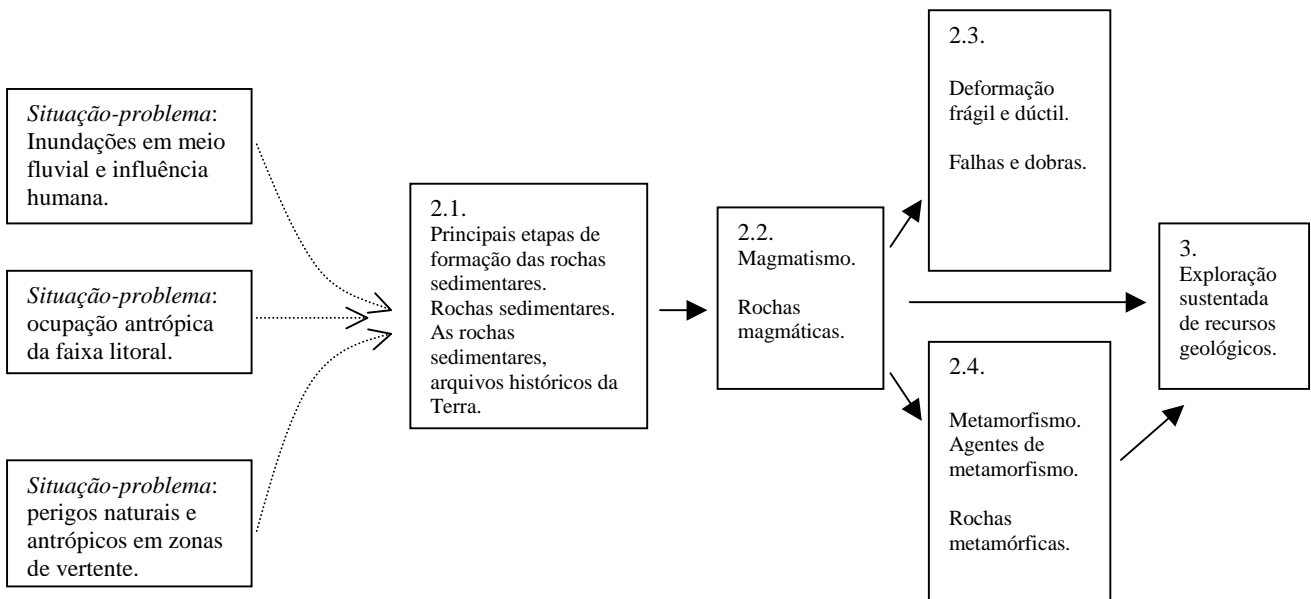 Situação-problema:
Inundações em meio
fluvial e influência
humana.
Situação-problema:
ocupação antrópica
da faixa litoral.
Situação-problema:
perigos naturais e
antrópicos em zonas
de vertente.
2.1.
Principais etapas de
formação das rochas
sedimentares.
Rochas sedimentares.
As rochas
sedimentares,
arquivos históricos da
Terra.
2.2.
Magmatismo.
Rochas
magmáticas.
2.3.
Deformação
frágil e dúctil.
Falhas e dobras.
2.4.
Metamorfismo.
Agentes de
metamorfismo.
Rochas
metamórficas.
3.
Exploração
sustentada
de recursos
geológicos.